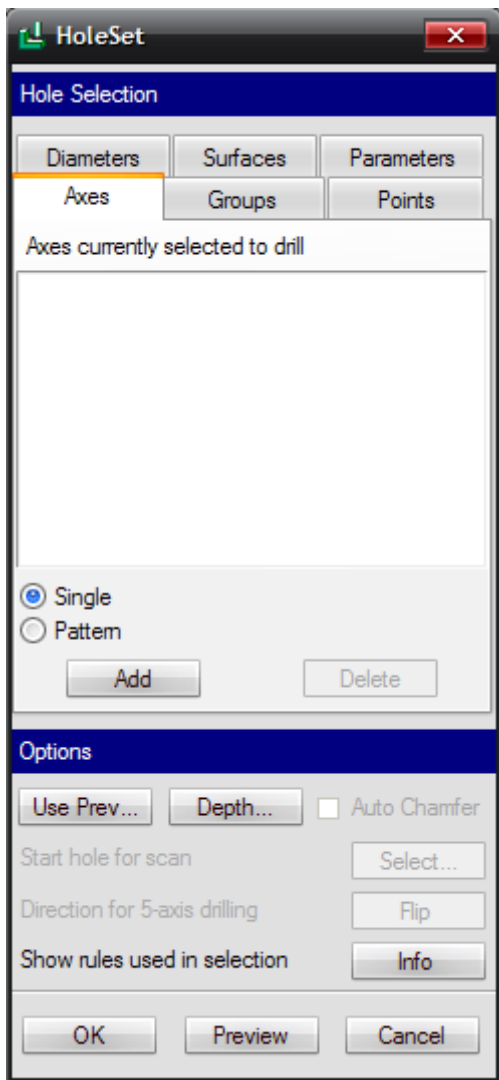 HoleSet
Hole Selection
Diameters Surfaces Parameters
Axes Groups Points
Axes currently selected to drill
Single
Pattern
Add Delete
Options
Use Prev... Depth... Auto Chamfer
Start hole for scan Select...
Direction for 5-axis drilling Flip
Show rules used in selection Info
OK Preview Cancel